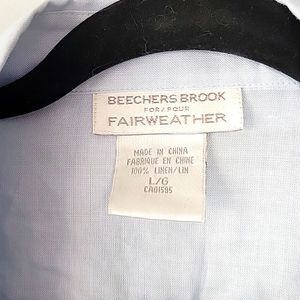 BEECHERS BROOK
FOR/POUR
FAIRWEATHER
MADE IN CHINA
FABRIQUE EN CHINE
100% LINEN/LIN
L/G
CA01595